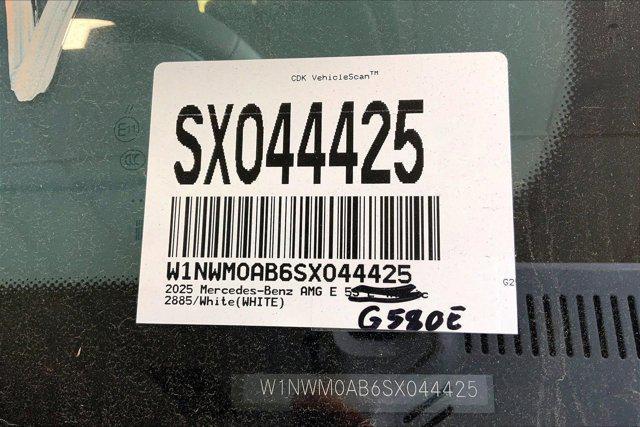 CDK VehicleScan™
SX044425
W1NWM0AB6SX044425
2025 Mercedes-Benz AMG E
2885/White(WHITE)
G580E
G2
W1NWM0AB6SX044425